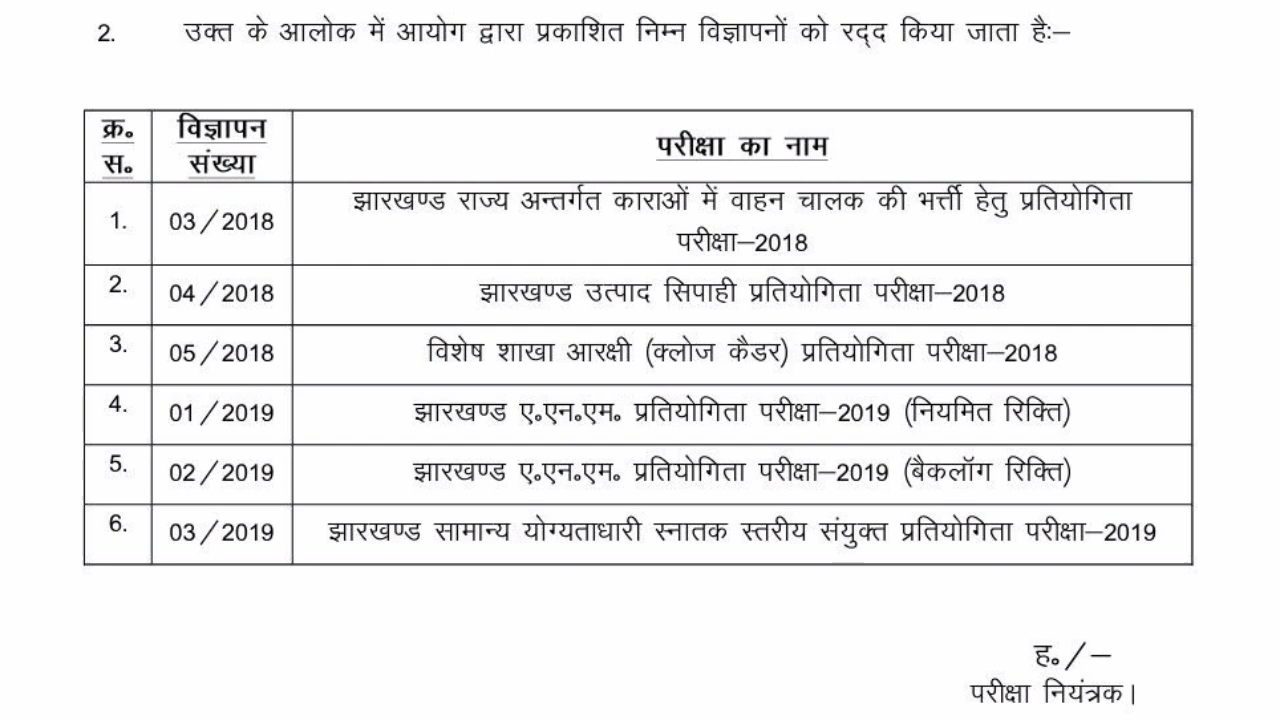 2. उक्त के आलोक में आयोग द्वारा प्रकाशित निम्न विज्ञापनों को रद्द किया जाता हैः–
क्र॰ स॰ विज्ञापन संख्या परीक्षा का नाम
1. 03/2018 झारखण्ड राज्य अन्तर्गत काराओं में वाहन चालक की भर्त्ती हेतु प्रतियोगिता
परीक्षा–2018
2. 04/2018 झारखण्ड उत्पाद सिपाही प्रतियोगिता परीक्षा–2018
3. 05/2018 विशेष शाखा आरक्षी (क्लोज कैडर) प्रतियोगिता परीक्षा–2018
4. 01/2019 झारखण्ड ए॰एन॰एम॰ प्रतियोगिता परीक्षा–2019 (नियमित रिक्ति)
5. 02/2019 झारखण्ड ए॰एन॰एम॰ प्रतियोगिता परीक्षा–2019 (बैकलॉग रिक्ति)
6. 03/2019 झारखण्ड सामान्य योग्यताधारी स्नातक स्तरीय संयुक्त प्रतियोगिता परीक्षा–2019
ह॰/–
परीक्षा नियंत्रक।